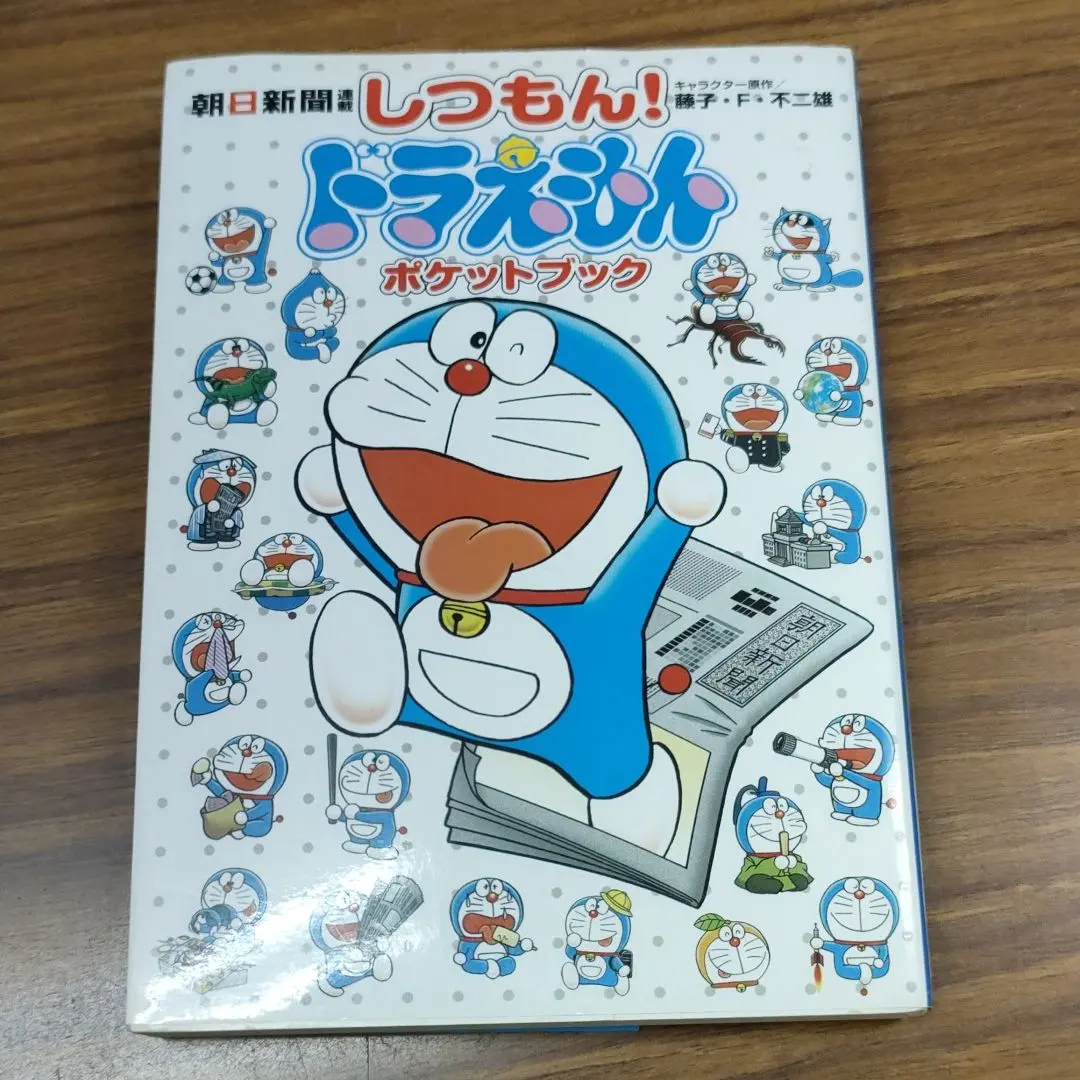 朝日新聞連載
しつもん!
キャラクター原作/
藤子・F・不二雄
ドラえもん
ポケットブック
朝日新聞